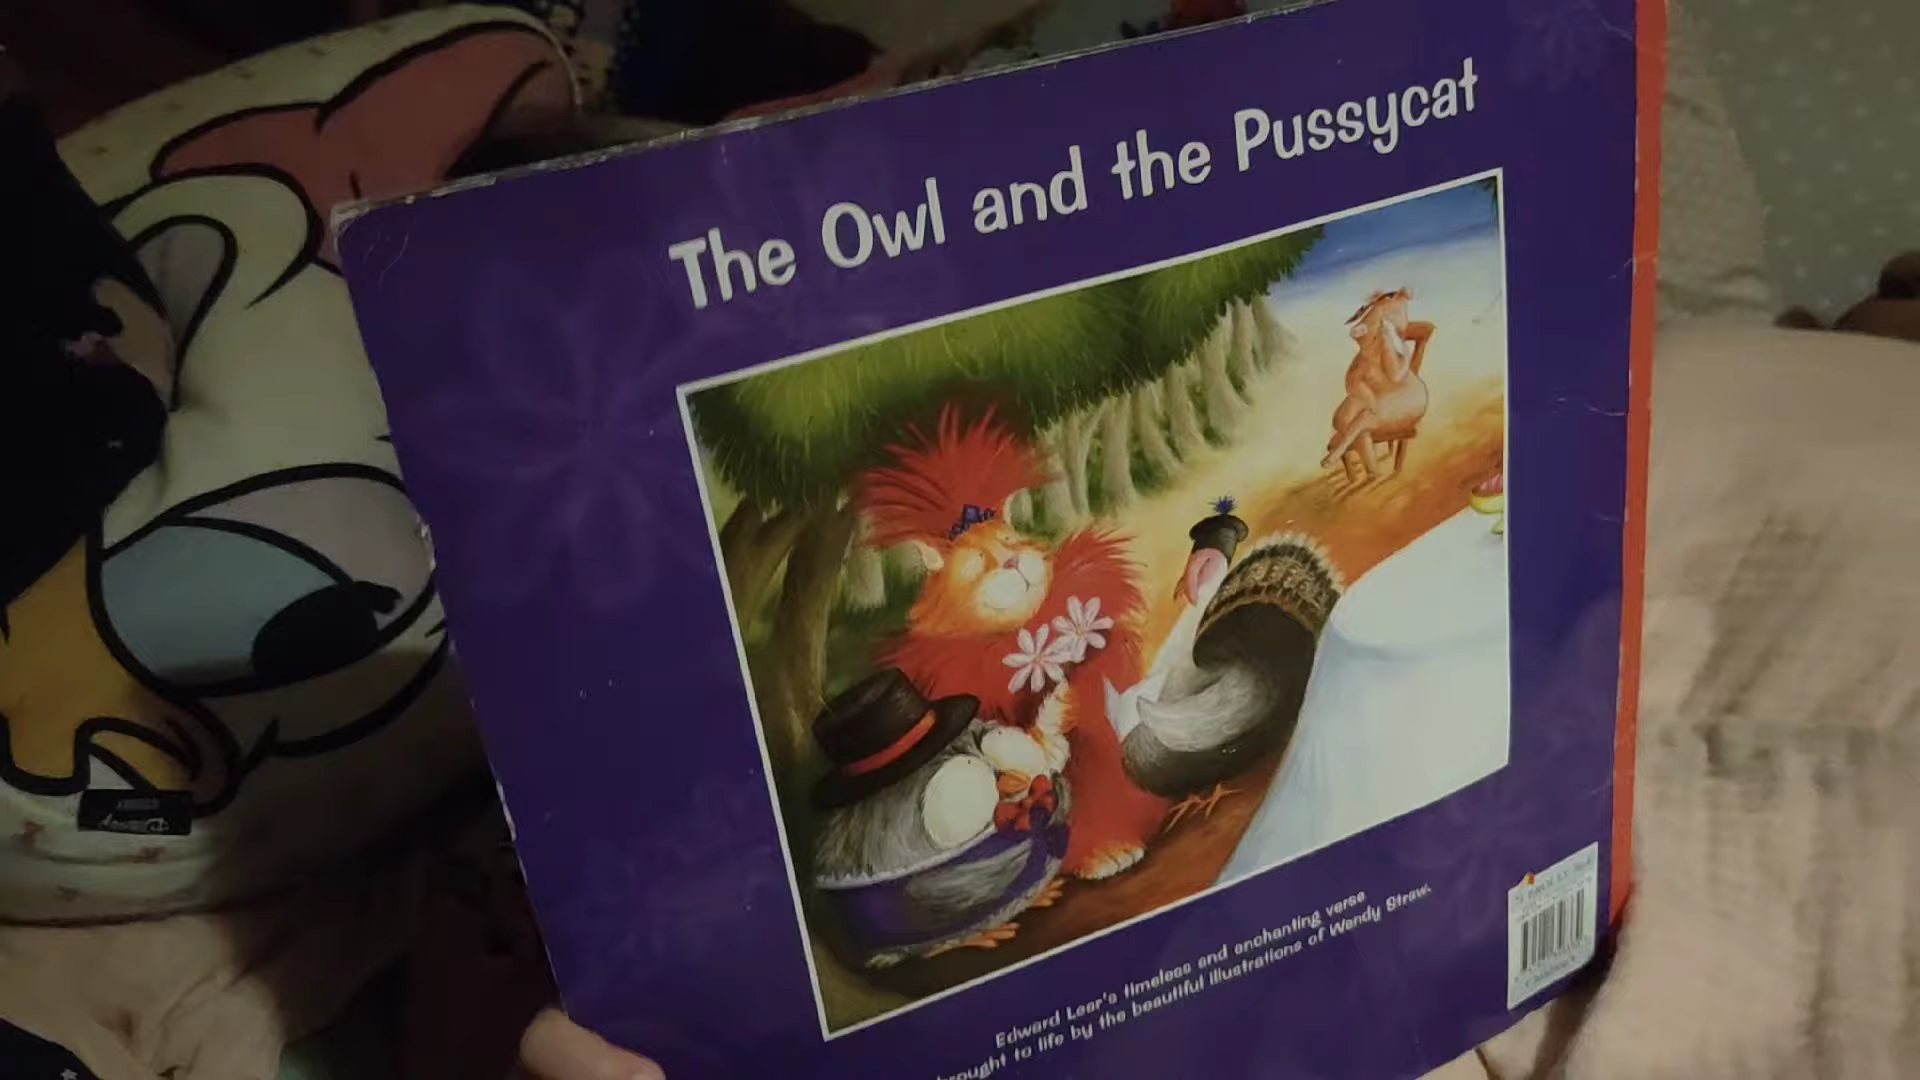 The Owl and the Pussycat
Edward Lear's timeless and enchanting verse
brought to life by the beautiful illustrations of Wendy Straw.
Disney